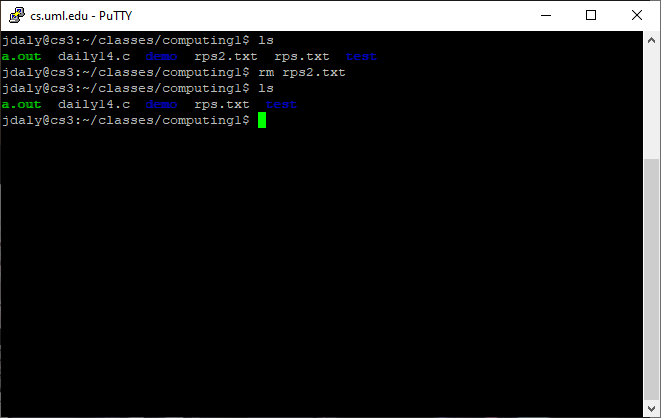 cs.uml.edu - PuTTY
jdaly@cs3:~/classes/computing1$ ls
a.out  daily14.c  demo  rps2.txt  rps.txt  test
jdaly@cs3:~/classes/computing1$ rm rps2.txt
jdaly@cs3:~/classes/computing1$ ls
a.out  daily14.c  demo  rps.txt  test
jdaly@cs3:~/classes/computing1$